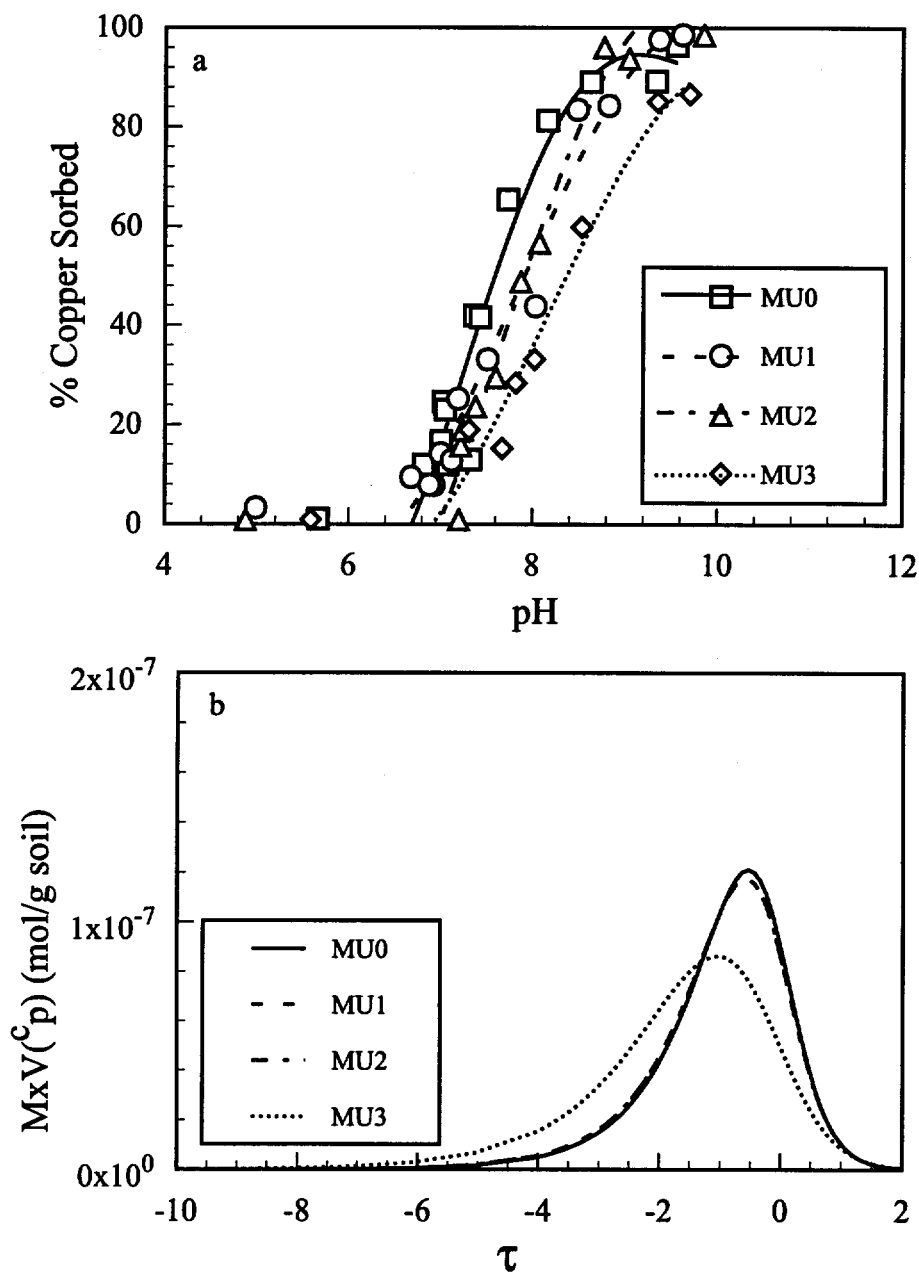 100
80
60
40
20
0
% Copper Sorbed
a
MU0
MU1
MU2
MU3
4 6 8 10 12
pH
2x10⁻⁷
1x10⁻⁷
0x10⁰
MxV(ᶜp) (mol/g soil)
b
MU0
MU1
MU2
MU3
-10 -8 -6 -4 -2 0 2
τ